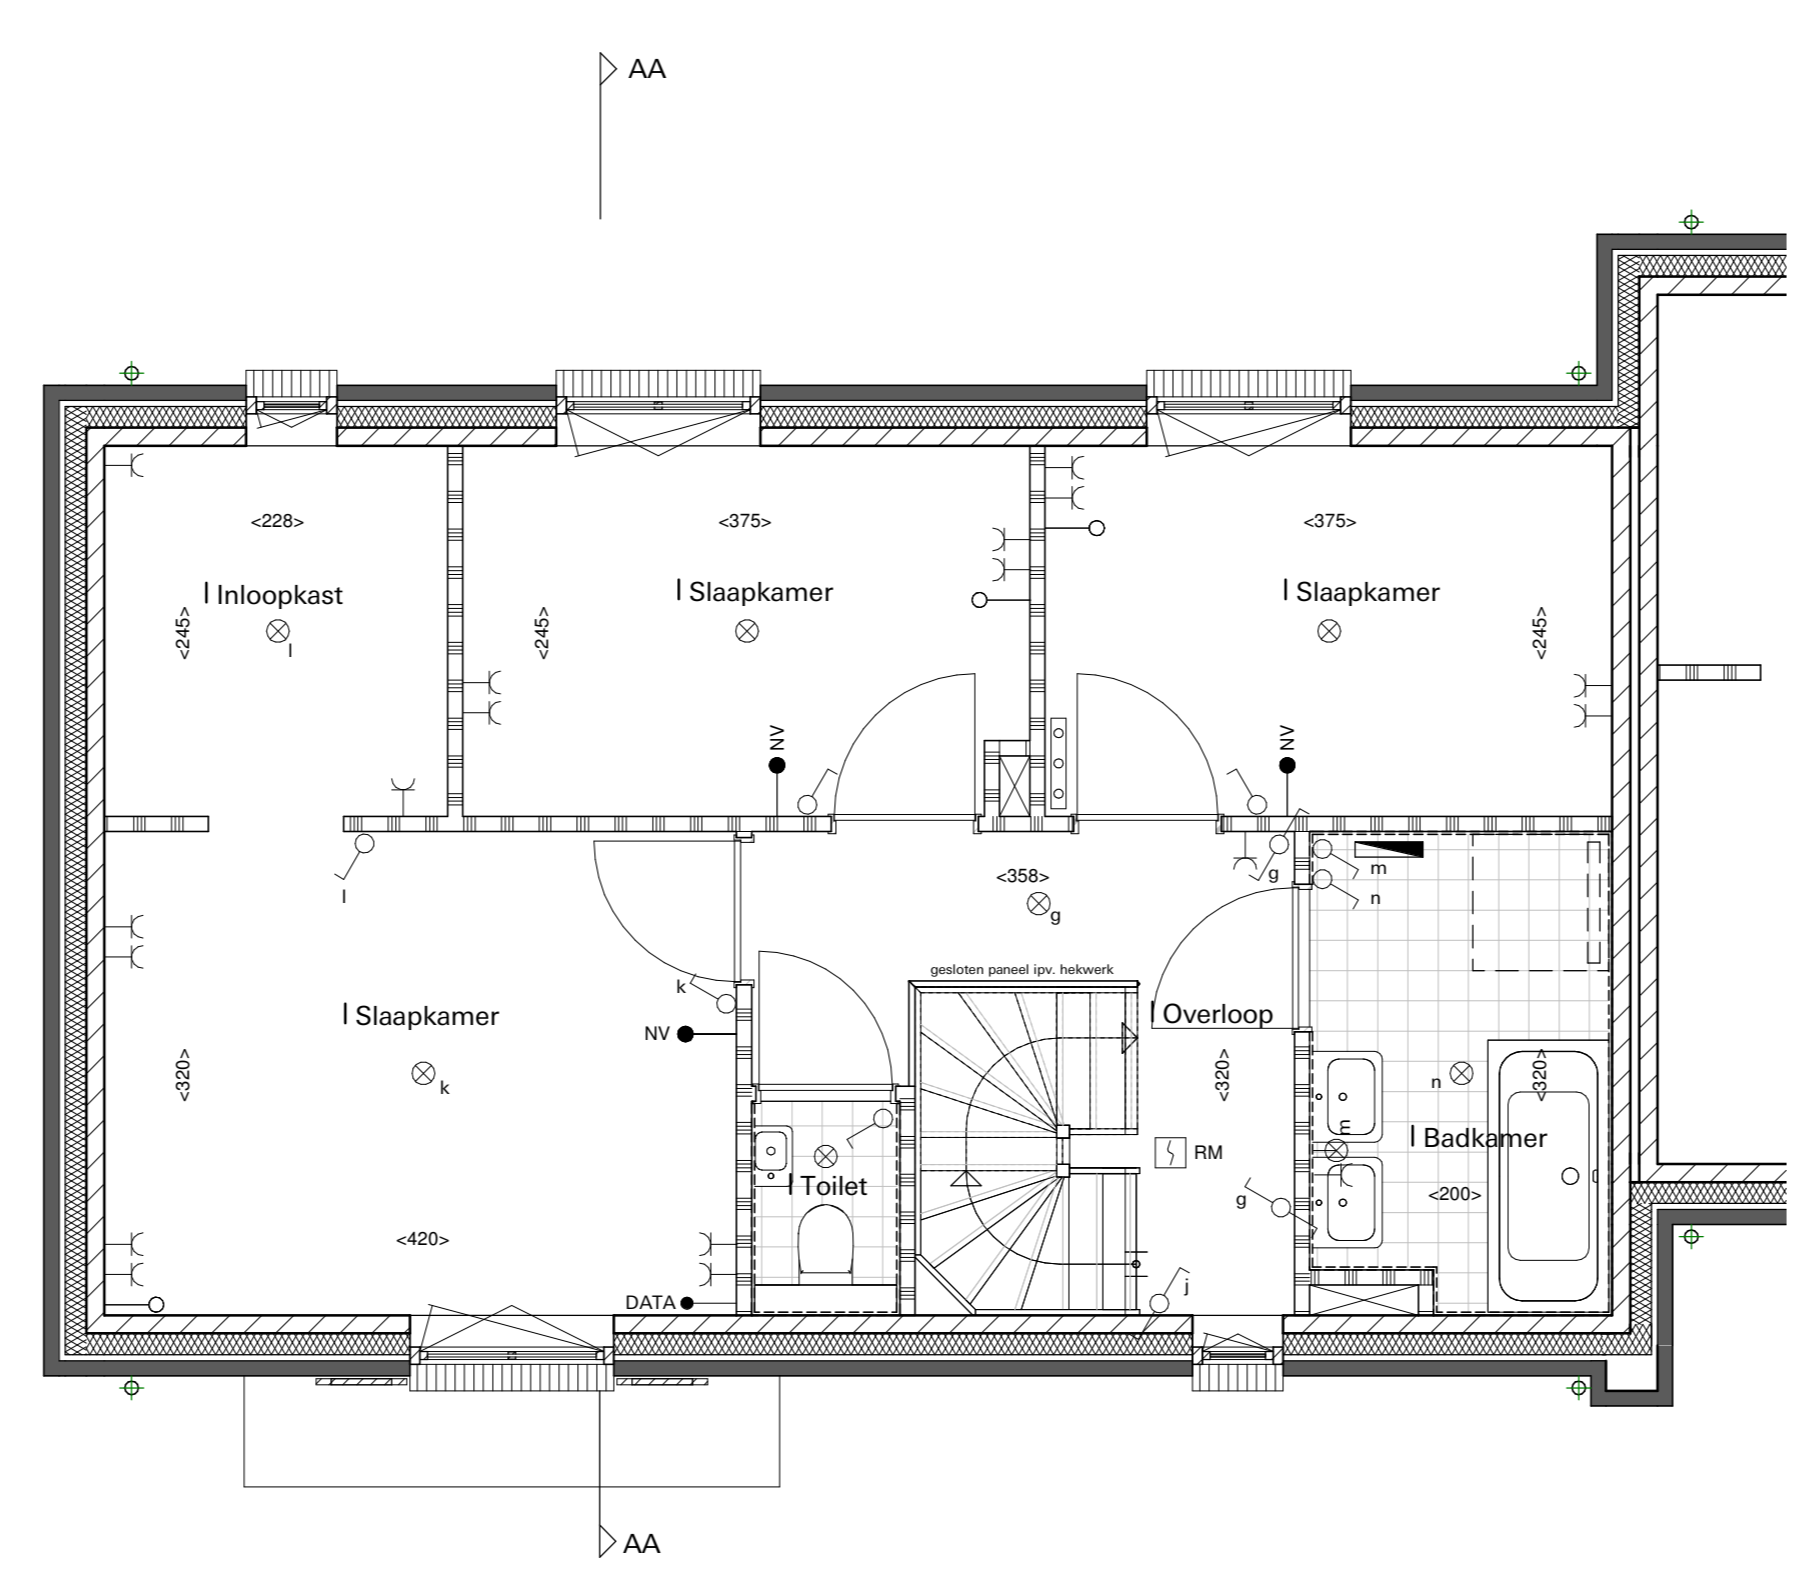 AA
<228>
<375>
<375>
I Inloopkast
I Slaapkamer
I Slaapkamer
<245>
<245>
<245>
l
NV
NV
<358>
g
g
m
n
l
gesloten paneel ipv. hekwerk
k
I Slaapkamer
NV
I Overloop
k
<320>
<320>
n
<320>
m
I Badkamer
RM
I Toilet
<200>
g
<420>
j
DATA
AA